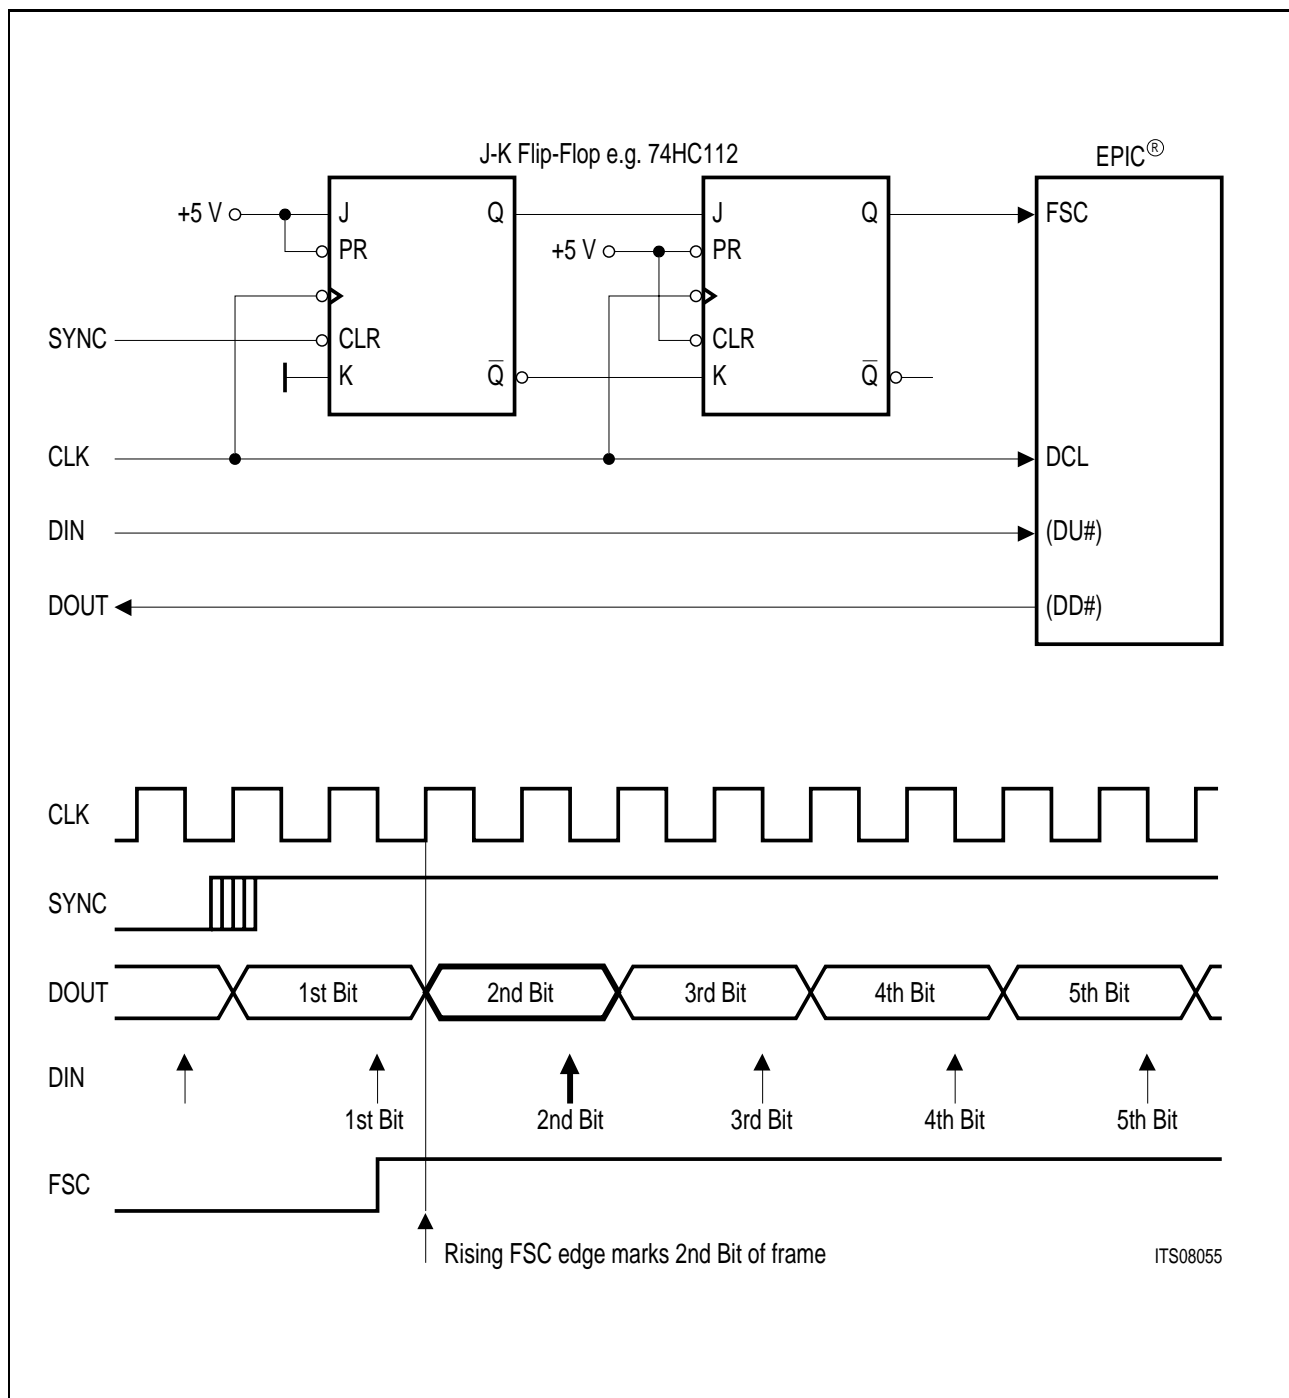 J-K Flip-Flop e.g. 74HC112
EPIC®
+5 V
J
Q
J
Q
FSC
PR
+5 V
PR
SYNC
CLR
CLR
K
Q̅
K
Q̅
CLK
DCL
DIN
(DU#)
DOUT
(DD#)
CLK
SYNC
DOUT
1st Bit
2nd Bit
3rd Bit
4th Bit
5th Bit
DIN
1st Bit
2nd Bit
3rd Bit
4th Bit
5th Bit
FSC
Rising FSC edge marks 2nd Bit of frame
ITS08055